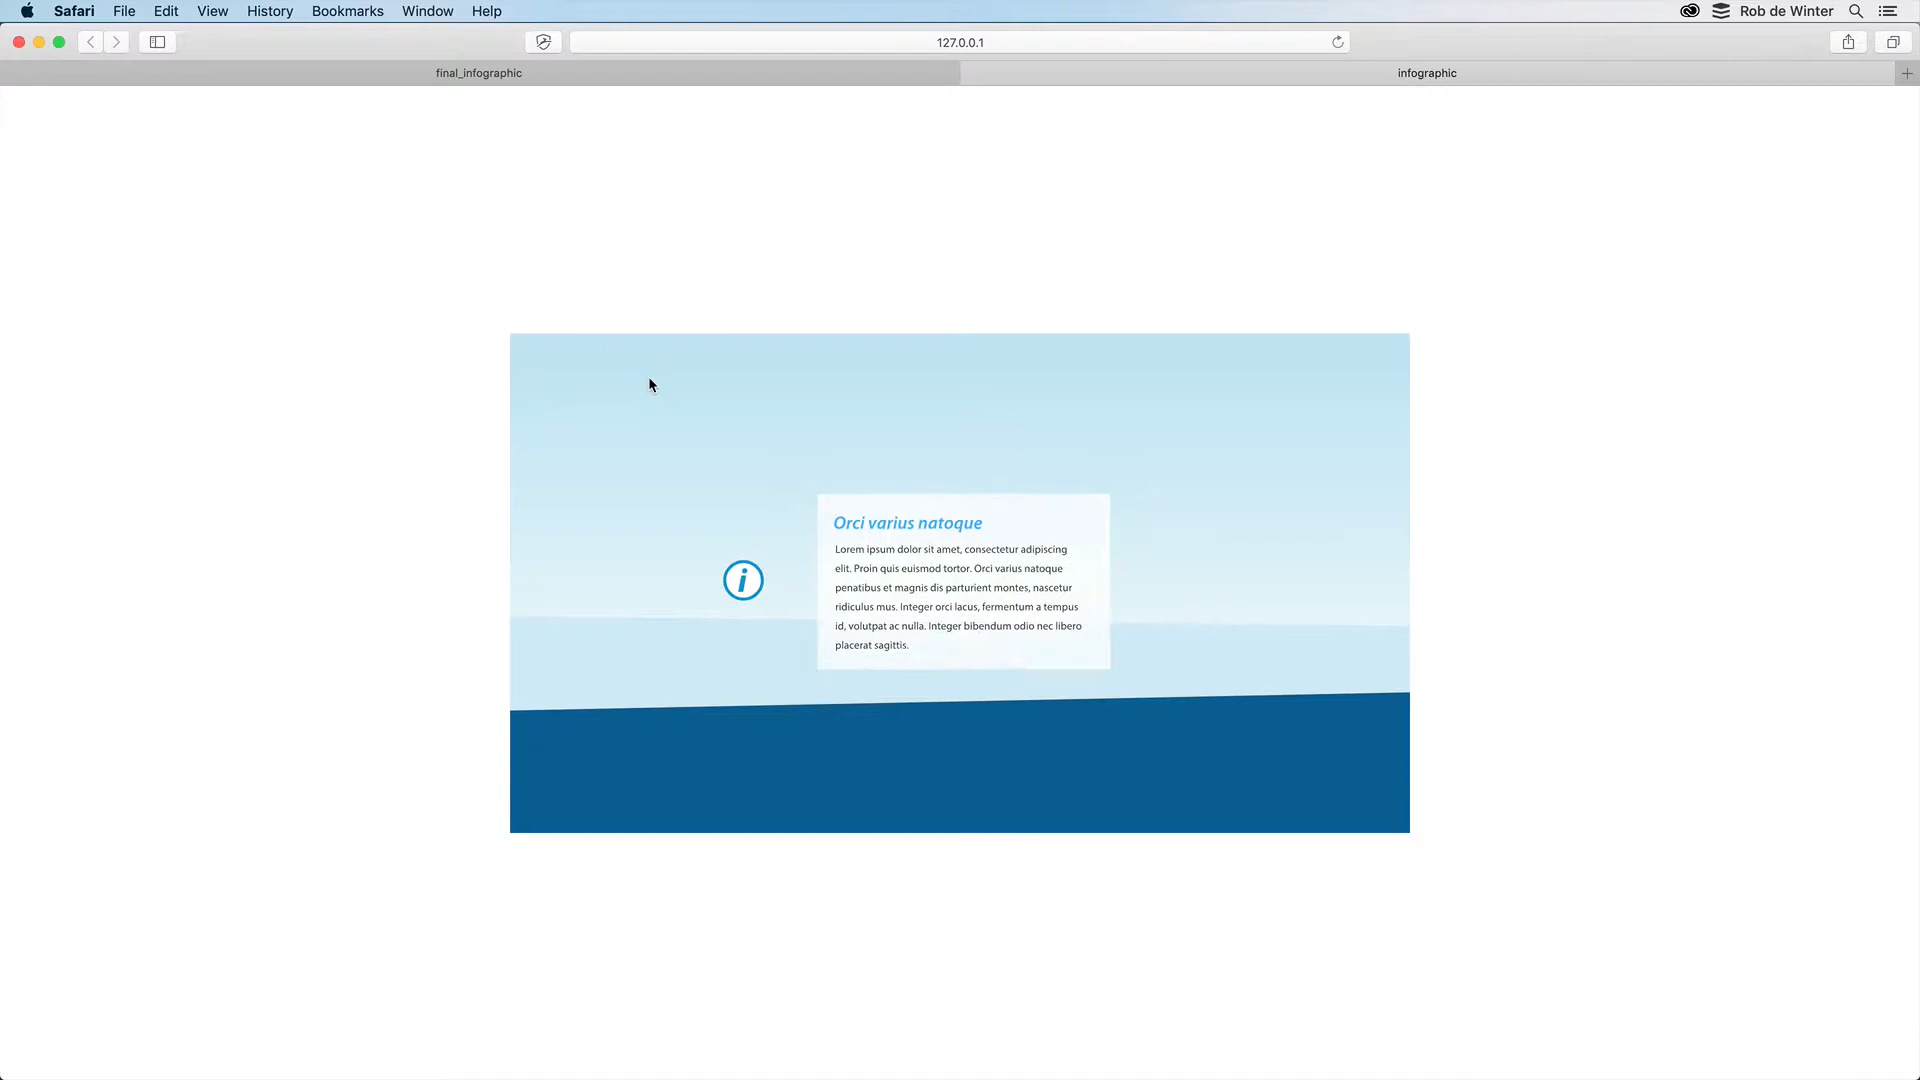 Safari File Edit View History Bookmarks Window Help Rob de Winter
127.0.0.1
final_infographic infographic
Orci varius natoque
Lorem ipsum dolor sit amet, consectetur adipiscing
elit. Proin quis euismod tortor. Orci varius natoque
penatibus et magnis dis parturient montes, nascetur
ridiculus mus. Integer orci lacus, fermentum a tempus
id, volutpat ac nulla. Integer bibendum odio nec libero
placerat sagittis.
i